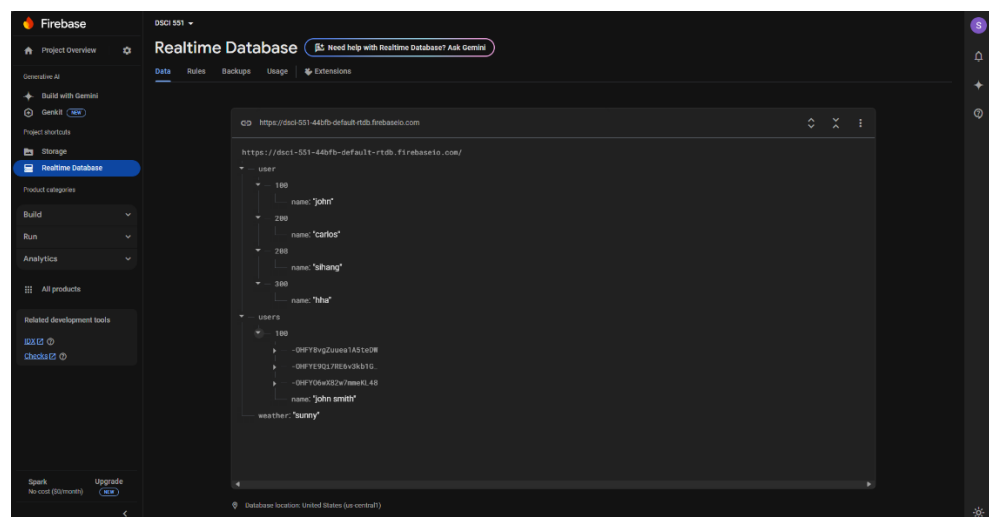 Firebase
Project Overview
Generative AI
Build with Gemini
Genkit NEW
Project shortcuts
Storage
Realtime Database
Product categories
Build
Run
Analytics
All products
Related development tools
IDX
Checks
Spark
No-cost ($0/month)
Upgrade
NEW
DSCI 551
Realtime Database
Need help with Realtime Database? Ask Gemini
Data Rules Backups Usage Extensions
https://dsci-551-44bfb-default-rtdb.firebaseio.com
https://dsci-551-44bfb-default-rtdb.firebaseio.com/
user
100
name: "john"
200
name: "carlos"
208
name: "sihang"
300
name: "hha"
users
100
name: "john smith"
weather: "sunny"
Database location: United States (us-central1)
S